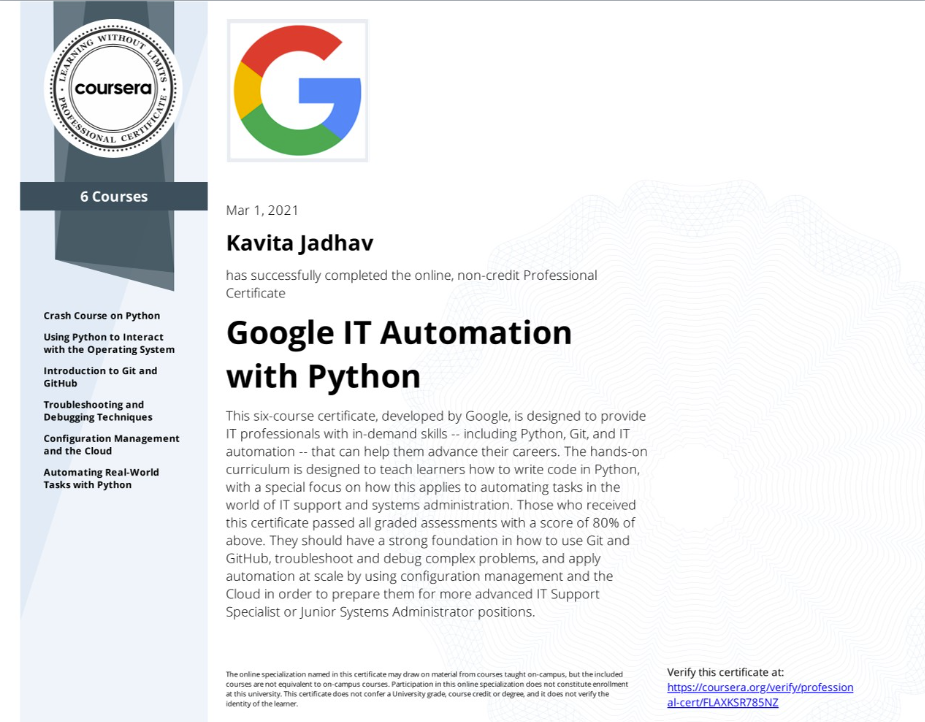 LEARNING WITHOUT LIMITS
coursera
PROFESSIONAL CERTIFICATE
6 Courses
Crash Course on Python
Using Python to Interact
with the Operating System
Introduction to Git and
GitHub
Troubleshooting and
Debugging Techniques
Configuration Management
and the Cloud
Automating Real-World
Tasks with Python
Mar 1, 2021
Kavita Jadhav
has successfully completed the online, non-credit Professional
Certificate
Google IT Automation
with Python
This six-course certificate, developed by Google, is designed to provide
IT professionals with in-demand skills -- including Python, Git, and IT
automation -- that can help them advance their careers. The hands-on
curriculum is designed to teach learners how to write code in Python,
with a special focus on how this applies to automating tasks in the
world of IT support and systems administration. Those who received
this certificate passed all graded assessments with a score of 80% of
above. They should have a strong foundation in how to use Git and
GitHub, troubleshoot and debug complex problems, and apply
automation at scale by using configuration management and the
Cloud in order to prepare them for more advanced IT Support
Specialist or Junior Systems Administrator positions.
The online specialization named in this certificate may draw on material from courses taught on-campus, but the included
courses are not equivalent to on-campus courses. Participation in this online specialization does not constitute enrollment
at this university. This certificate does not confer a University grade, course credit or degree, and it does not verify the
identity of the learner.
Verify this certificate at:
https://coursera.org/verify/profession
al-cert/FLAXKSR785NZ